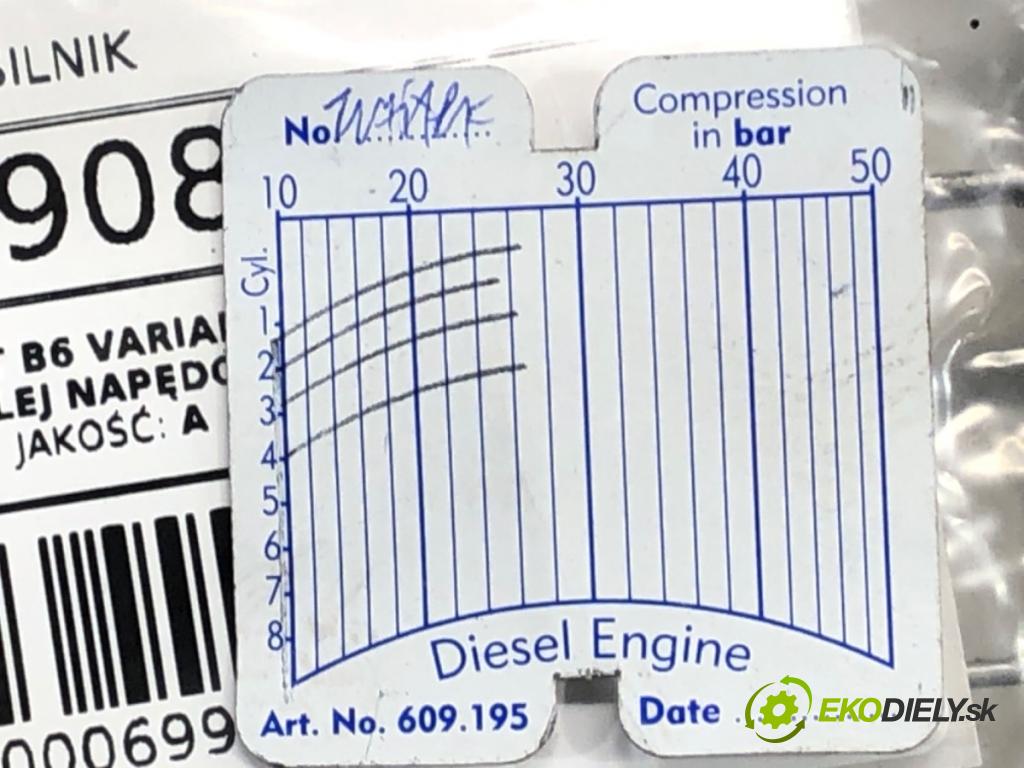 SILNIK
908
B6 VARIA
LEJ NAPĘDO
JAKOŚĆ: A
000699
No
Compression
in bar
10 20 30 40 50
Cyl.
1
2
3
4
5
6
7
8
Diesel Engine
Art. No. 609.195
Date
EKODIELY.sk